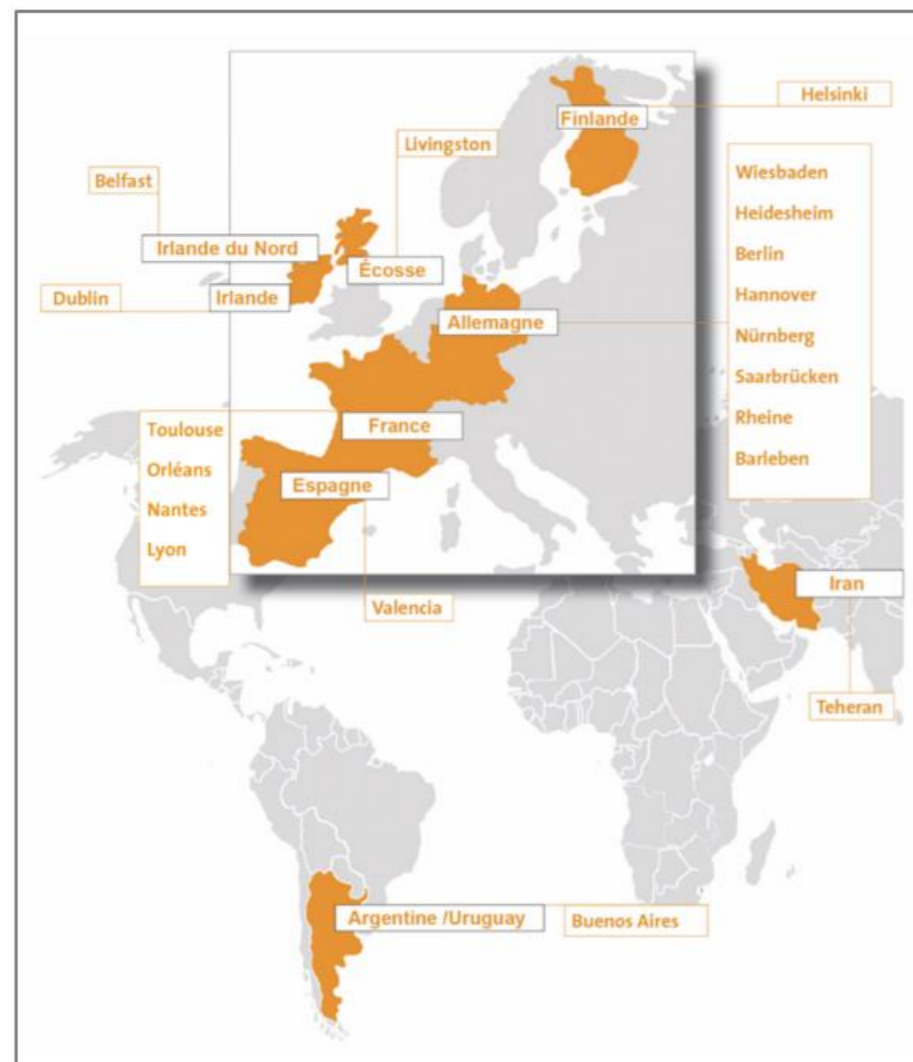 Helsinki
Finlande
Livingston
Belfast
Irlande du Nord
Écosse
Dublin
Irlande
Allemagne
Wiesbaden
Heidesheim
Berlin
Hannover
Nürnberg
Saarbrücken
Rheine
Barleben
France
Toulouse
Orléans
Nantes
Lyon
Espagne
Valencia
Iran
Teheran
Argentine /Uruguay
Buenos Aires